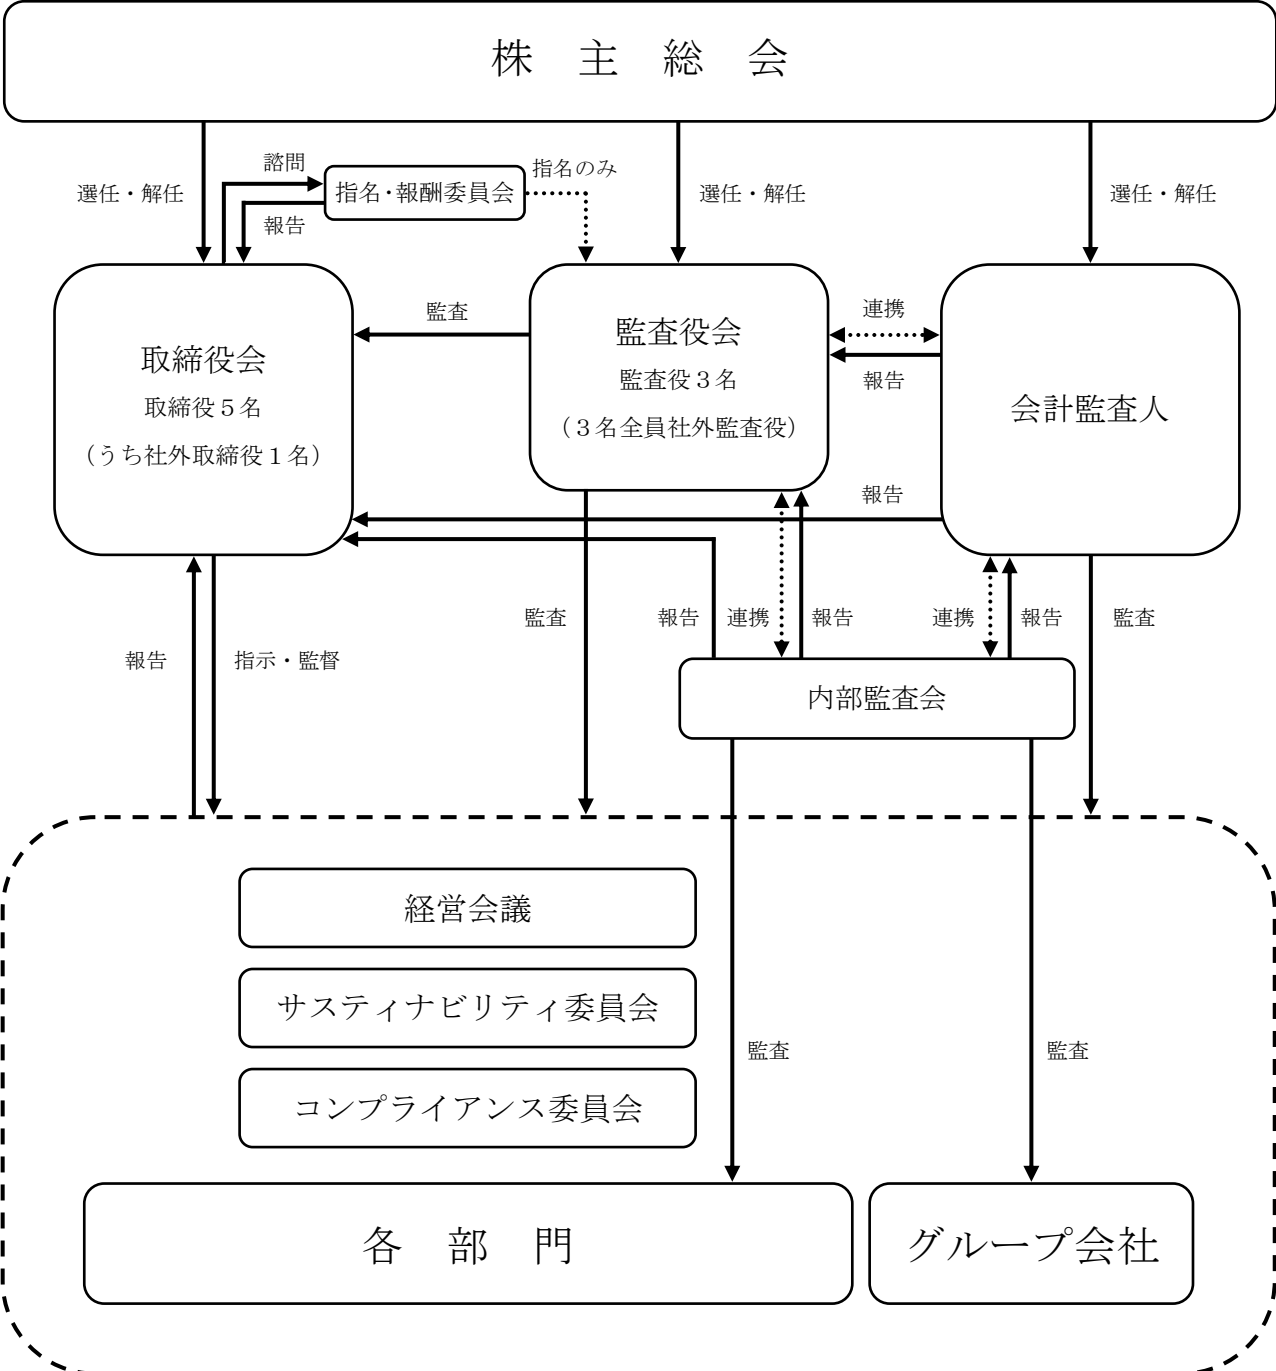 株　主　総　会
諮問
指名のみ
指名・報酬委員会
選任・解任
選任・解任
選任・解任
報告
監査
連携
取締役会
取締役５名
（うち社外取締役１名）
監査役会
監査役３名
（３名全員社外監査役）
報告
会計監査人
報告
監査
報告
連携
報告
連携
報告
監査
報告
指示・監督
内部監査会
経営会議
サスティナビリティ委員会
コンプライアンス委員会
監査
監査
各　部　門
グループ会社